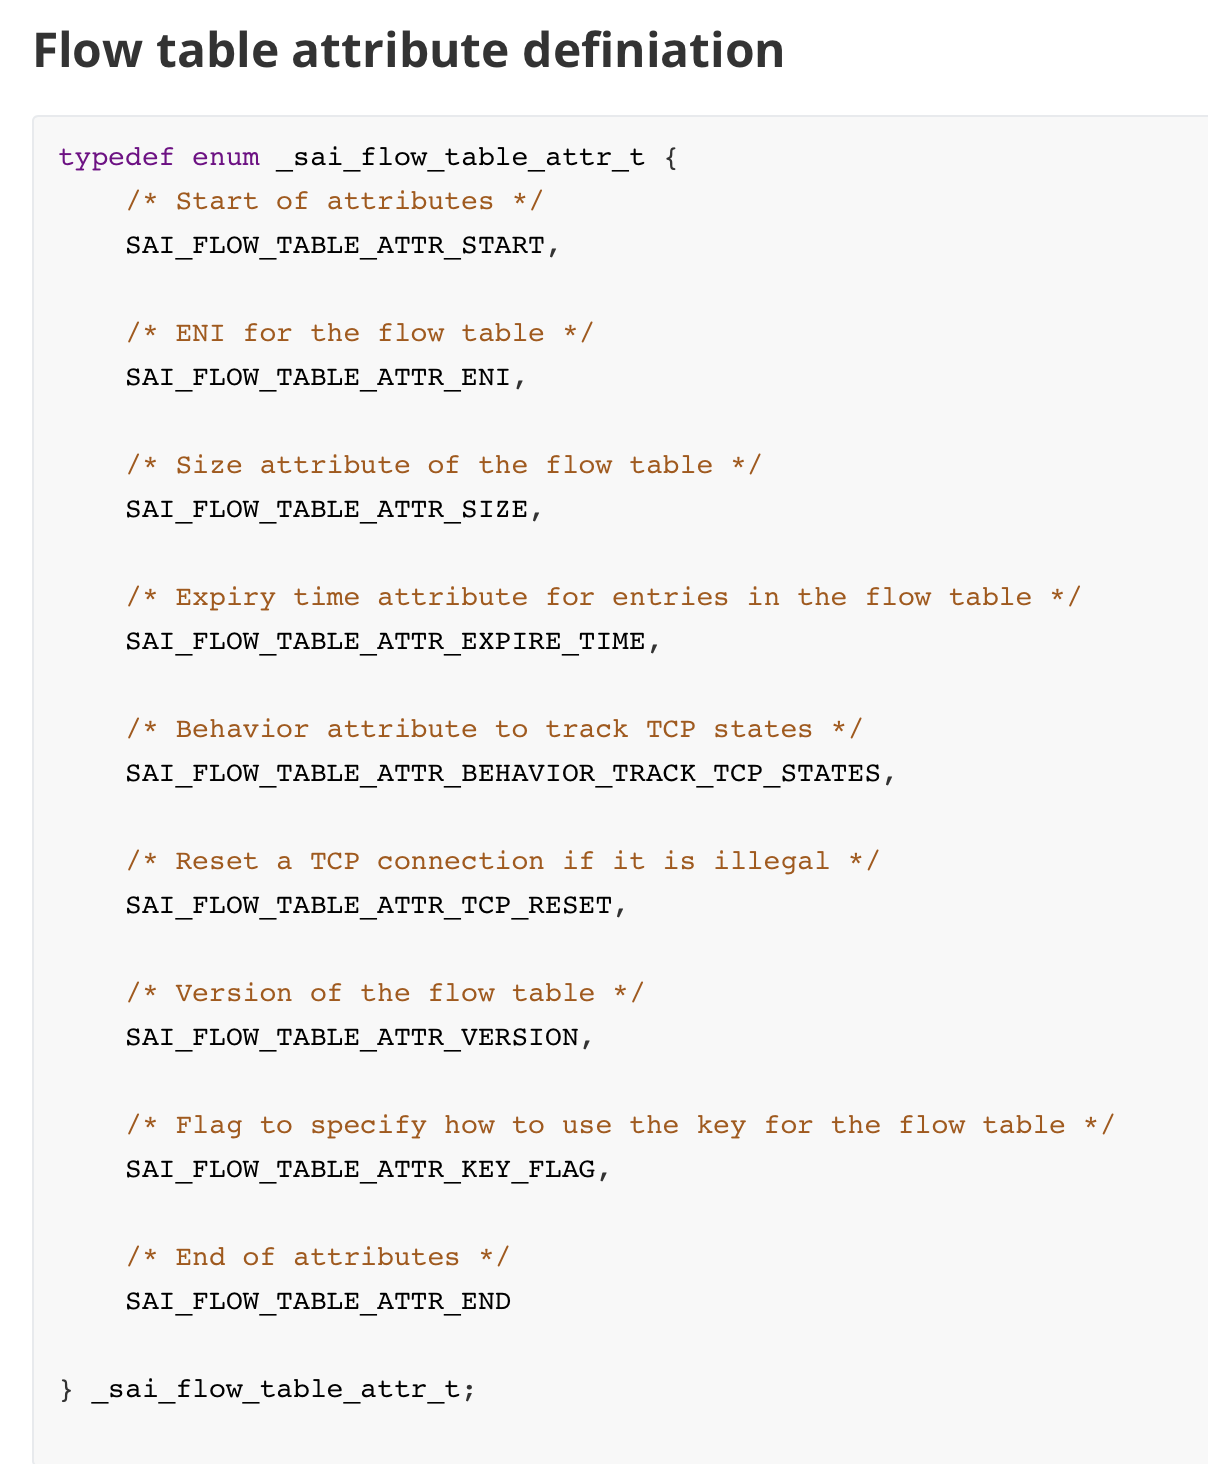 Flow table attribute definiation
typedef enum _sai_flow_table_attr_t {
/* Start of attributes */
SAI_FLOW_TABLE_ATTR_START,
/* ENI for the flow table */
SAI_FLOW_TABLE_ATTR_ENI,
/* Size attribute of the flow table */
SAI_FLOW_TABLE_ATTR_SIZE,
/* Expiry time attribute for entries in the flow table */
SAI_FLOW_TABLE_ATTR_EXPIRE_TIME,
/* Behavior attribute to track TCP states */
SAI_FLOW_TABLE_ATTR_BEHAVIOR_TRACK_TCP_STATES,
/* Reset a TCP connection if it is illegal */
SAI_FLOW_TABLE_ATTR_TCP_RESET,
/* Version of the flow table */
SAI_FLOW_TABLE_ATTR_VERSION,
/* Flag to specify how to use the key for the flow table */
SAI_FLOW_TABLE_ATTR_KEY_FLAG,
/* End of attributes */
SAI_FLOW_TABLE_ATTR_END
} _sai_flow_table_attr_t;